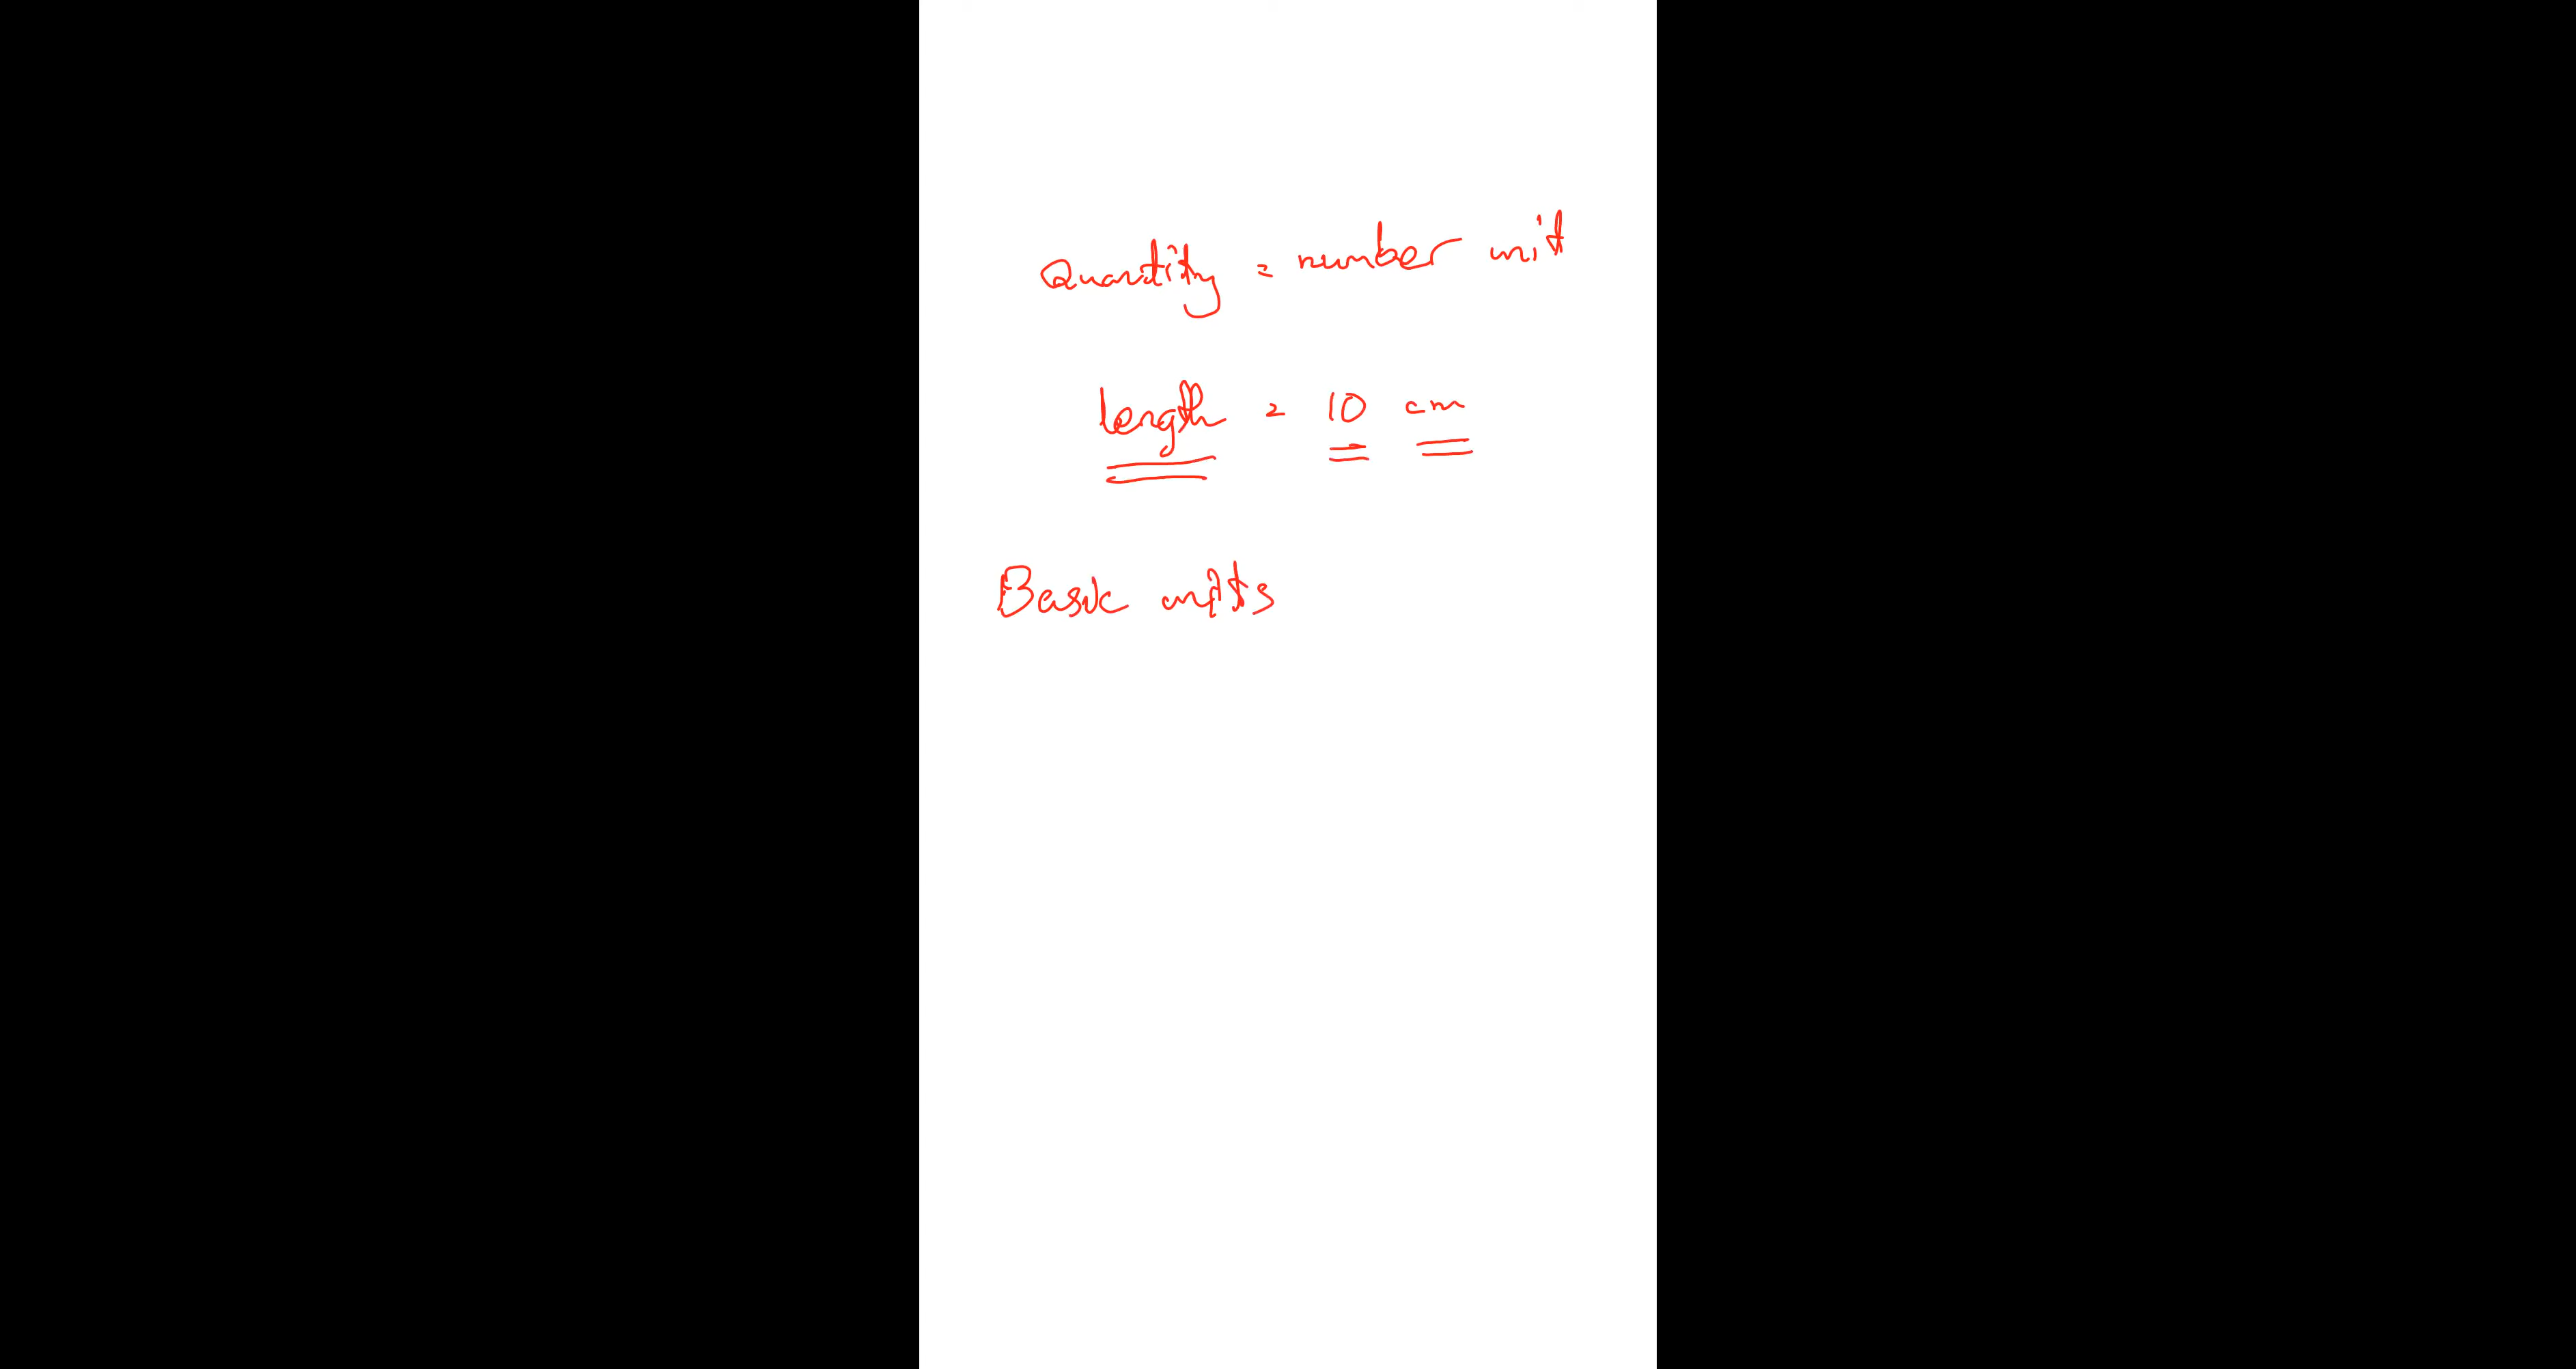 Quantity = number unit
length = 10 cm
Basic units